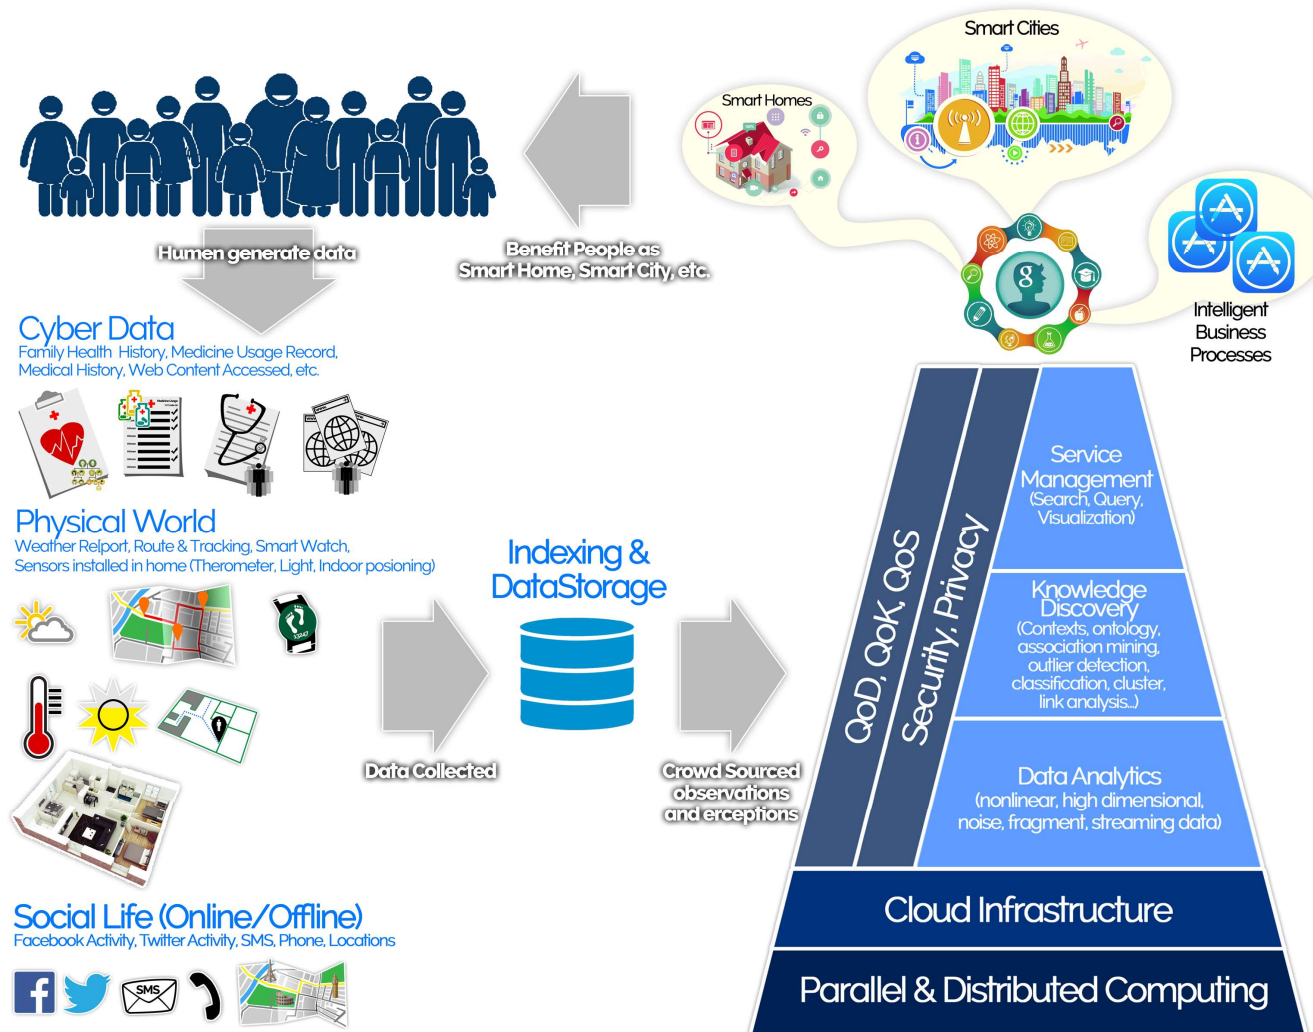 Smart Cities
Smart Homes
Humen generate data
Benefit People as
Smart Home, Smart City, etc.
g
Intelligent
Business
Processes
Cyber Data
Family Health History, Medicine Usage Record,
Medical History, Web Content Accessed, etc.
Physical World
Weather Re[port, Route & Tracking, Smart Watch,
Sensors installed in home (Therometer, Light, Indoor posioning)
Indexing &
DataStorage
Data Collected
Crowd Sourced
observations
and erceptions
Social Life (Online/Offline)
Facebook Activity, Twitter Activity, SMS, Phone, Locations
f
SMS
QoD, QoK, QoS
Security, Privacy
Service
Management
(Search, Query,
Visualization)
Knowledge
Discovery
(Contexts, ontology,
association mining,
outlier detection,
classification, cluster,
link analysis...)
Data Analytics
(nonlinear, high dimensional,
noise, fragment, streaming data)
Cloud Infrastructure
Parallel & Distributed Computing